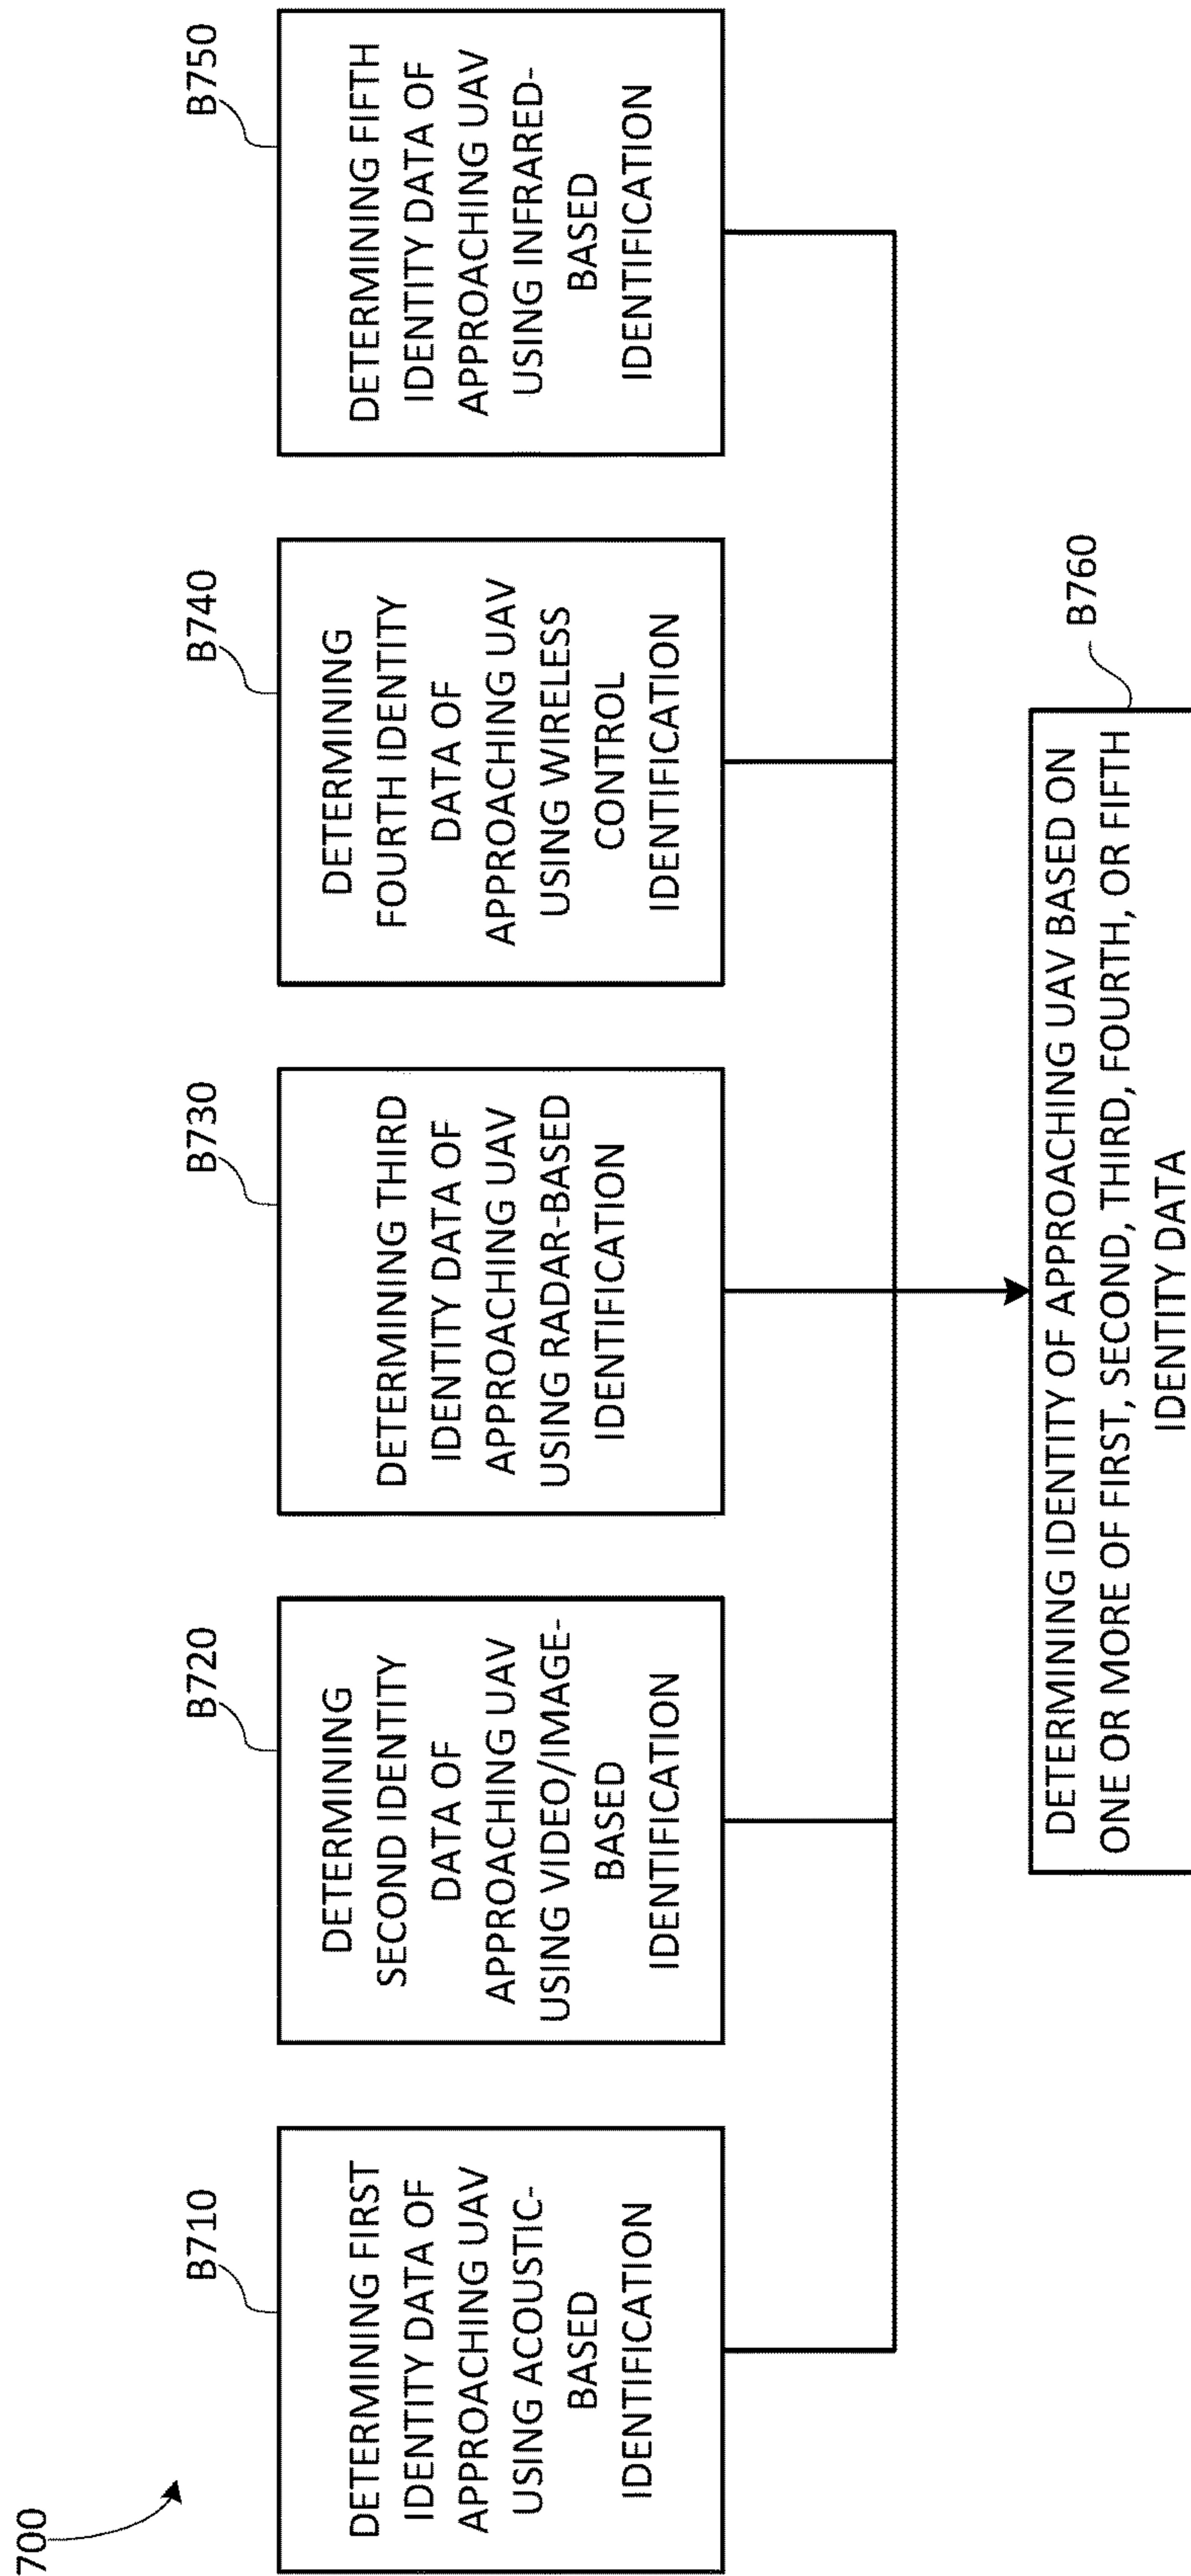 700
B710
DETERMINING FIRST
IDENTITY DATA OF
APPROACHING UAV
USING ACOUSTIC-
BASED
IDENTIFICATION
B720
DETERMINING
SECOND IDENTITY
DATA OF
APPROACHING UAV
USING VIDEO/IMAGE-
BASED
IDENTIFICATION
B730
DETERMINING THIRD
IDENTITY DATA OF
APPROACHING UAV
USING RADAR-BASED
IDENTIFICATION
B740
DETERMINING
FOURTH IDENTITY
DATA OF
APPROACHING UAV
USING WIRELESS
CONTROL
IDENTIFICATION
B750
DETERMINING FIFTH
IDENTITY DATA OF
APPROACHING UAV
USING INFRARED-
BASED
IDENTIFICATION
B760
DETERMINING IDENTITY OF APPROACHING UAV BASED ON
ONE OR MORE OF FIRST, SECOND, THIRD, FOURTH, OR FIFTH
IDENTITY DATA